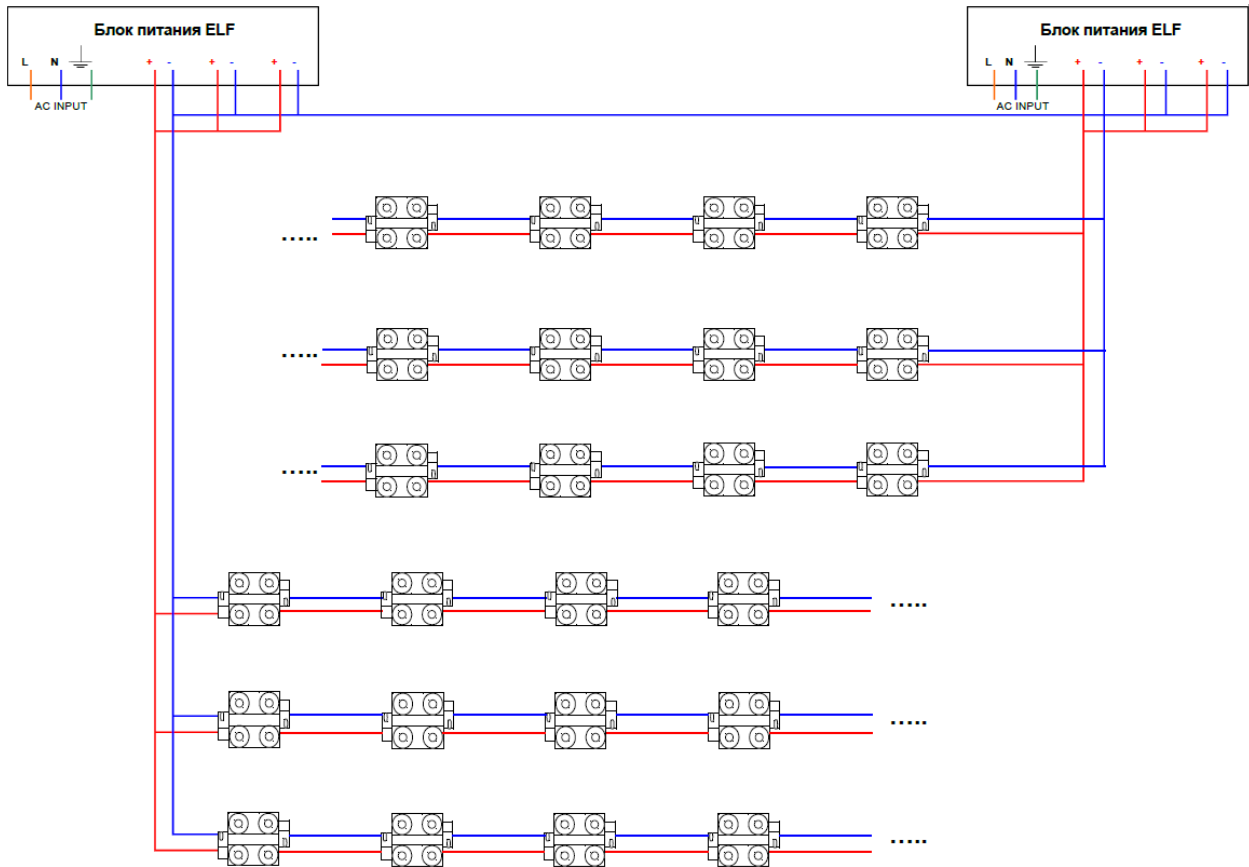 Блок питания ELF
L N + - + - + -
AC INPUT
Блок питания ELF
L N + - + - + -
AC INPUT
.....
.....
.....
.....
.....
.....